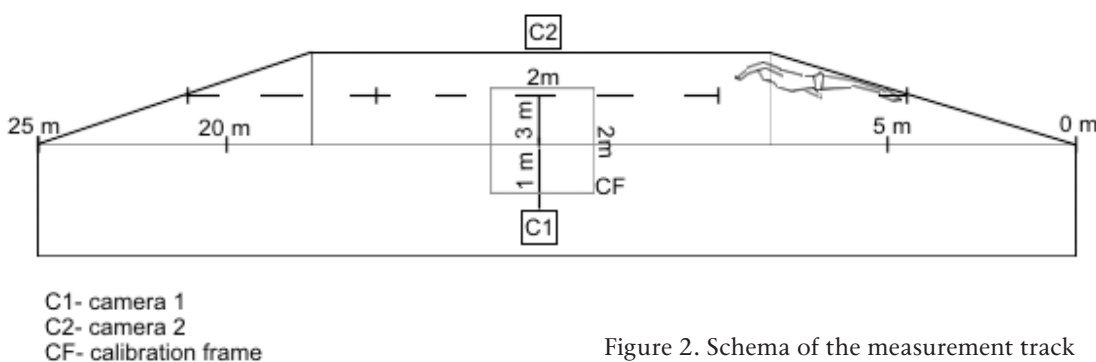 C2
2m
25 m
20 m
3 m
2m
5 m
0 m
1 m
CF
C1
C1- camera 1
C2- camera 2
CF- calibration frame
Figure 2. Schema of the measurement track